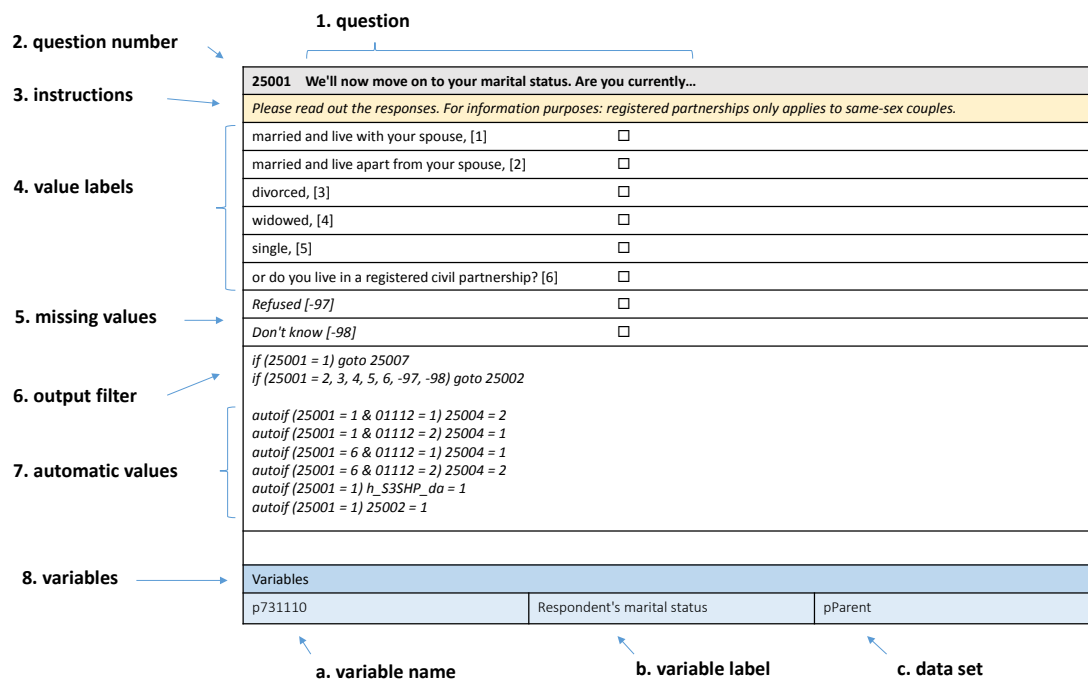 1. question
2. question number
25001 We'll now move on to your marital status. Are you currently…
3. instructions
Please read out the responses. For information purposes: registered partnerships only applies to same-sex couples.
married and live with your spouse, [1]
married and live apart from your spouse, [2]
4. value labels
divorced, [3]
widowed, [4]
single, [5]
or do you live in a registered civil partnership? [6]
Refused [-97]
5. missing values
Don't know [-98]
if (25001 = 1) goto 25007
if (25001 = 2, 3, 4, 5, 6, -97, -98) goto 25002
6. output filter
autoif (25001 = 1 & 01112 = 1) 25004 = 2
autoif (25001 = 1 & 01112 = 2) 25004 = 1
autoif (25001 = 6 & 01112 = 1) 25004 = 1
7. automatic values
autoif (25001 = 6 & 01112 = 2) 25004 = 2
autoif (25001 = 1) h_S3SHP_da = 1
autoif (25001 = 1) 25002 = 1
8. variables
Variables
p731110 Respondent's marital status pParent
a. variable name b. variable label c. data set